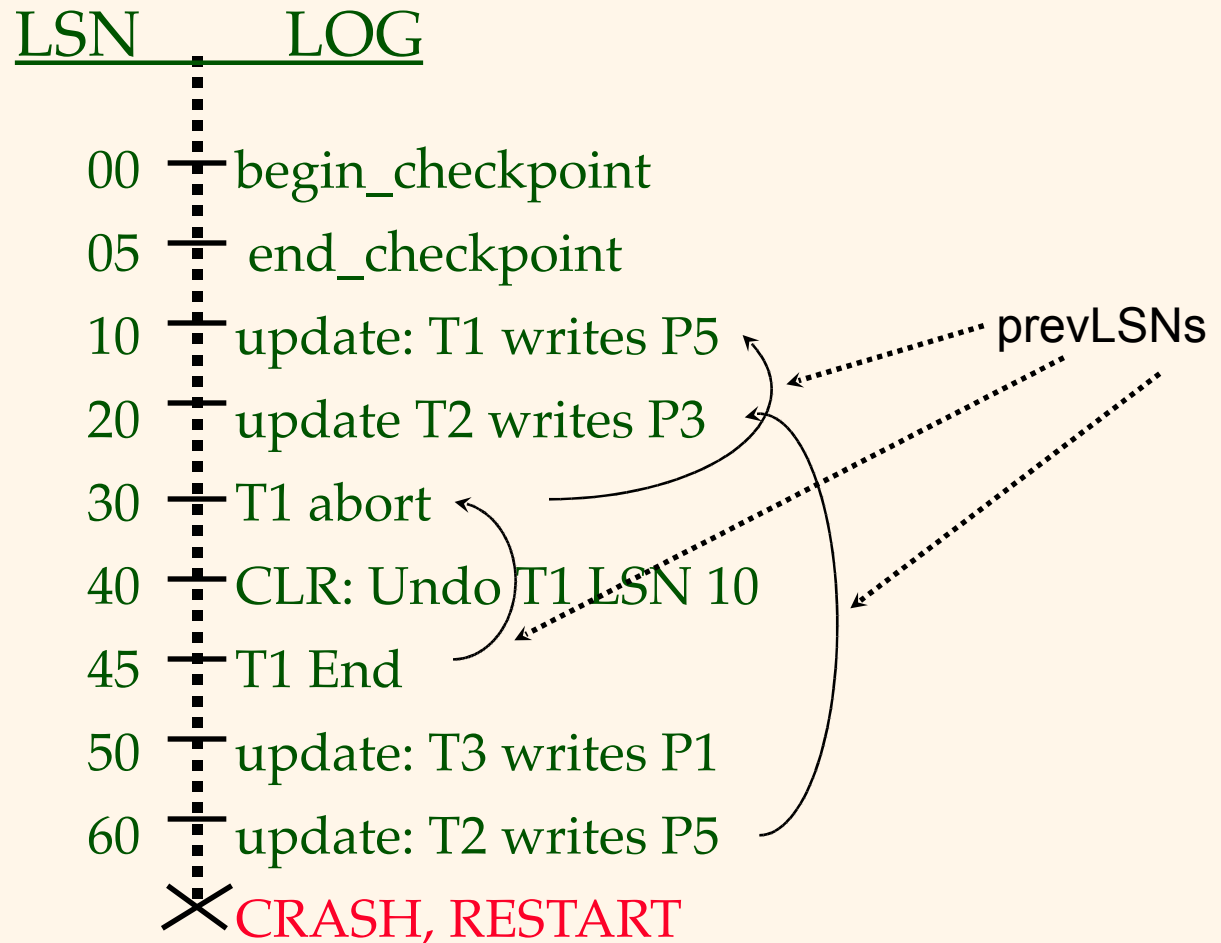 LSN LOG
00 begin_checkpoint
05 end_checkpoint
10 update: T1 writes P5
prevLSNs
20 update T2 writes P3
30 T1 abort
40 CLR: Undo T1 LSN 10
45 T1 End
50 update: T3 writes P1
60 update: T2 writes P5
CRASH, RESTART